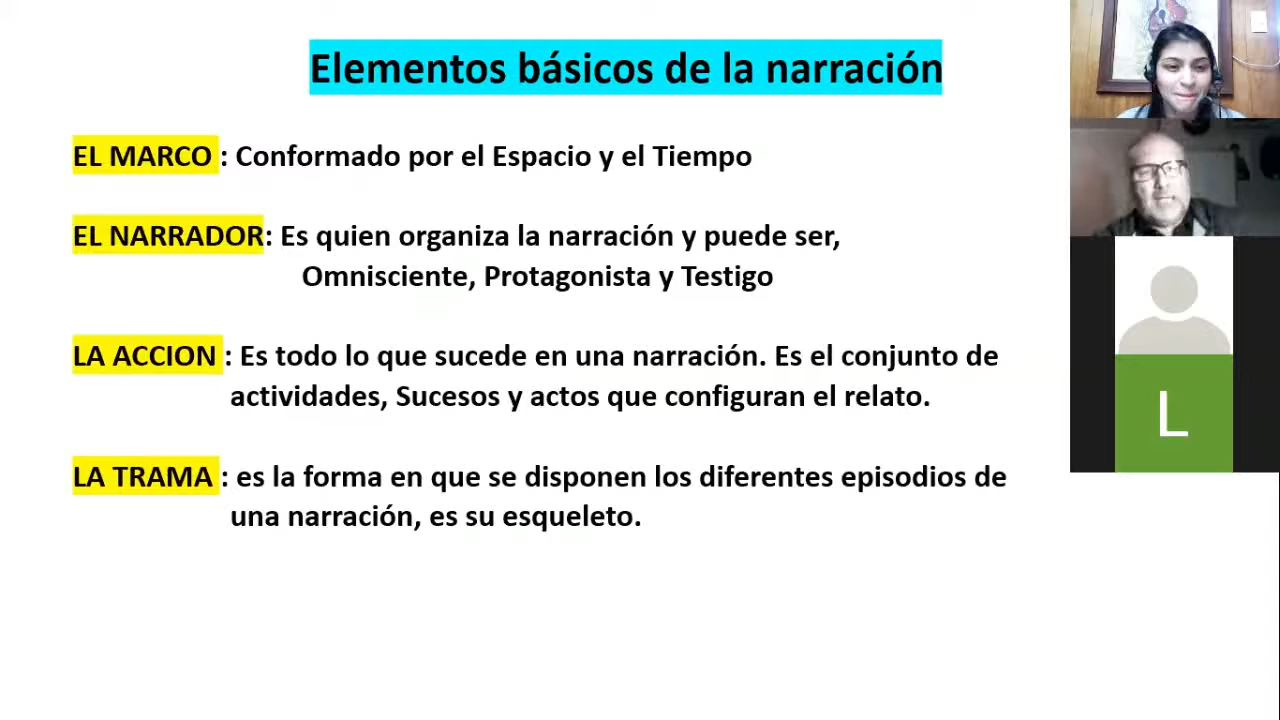 Elementos básicos de la narración
EL MARCO : Conformado por el Espacio y el Tiempo
EL NARRADOR: Es quien organiza la narración y puede ser,
Omnisciente, Protagonista y Testigo
LA ACCION : Es todo lo que sucede en una narración. Es el conjunto de
actividades, Sucesos y actos que configuran el relato.
LA TRAMA : es la forma en que se disponen los diferentes episodios de
una narración, es su esqueleto.
L